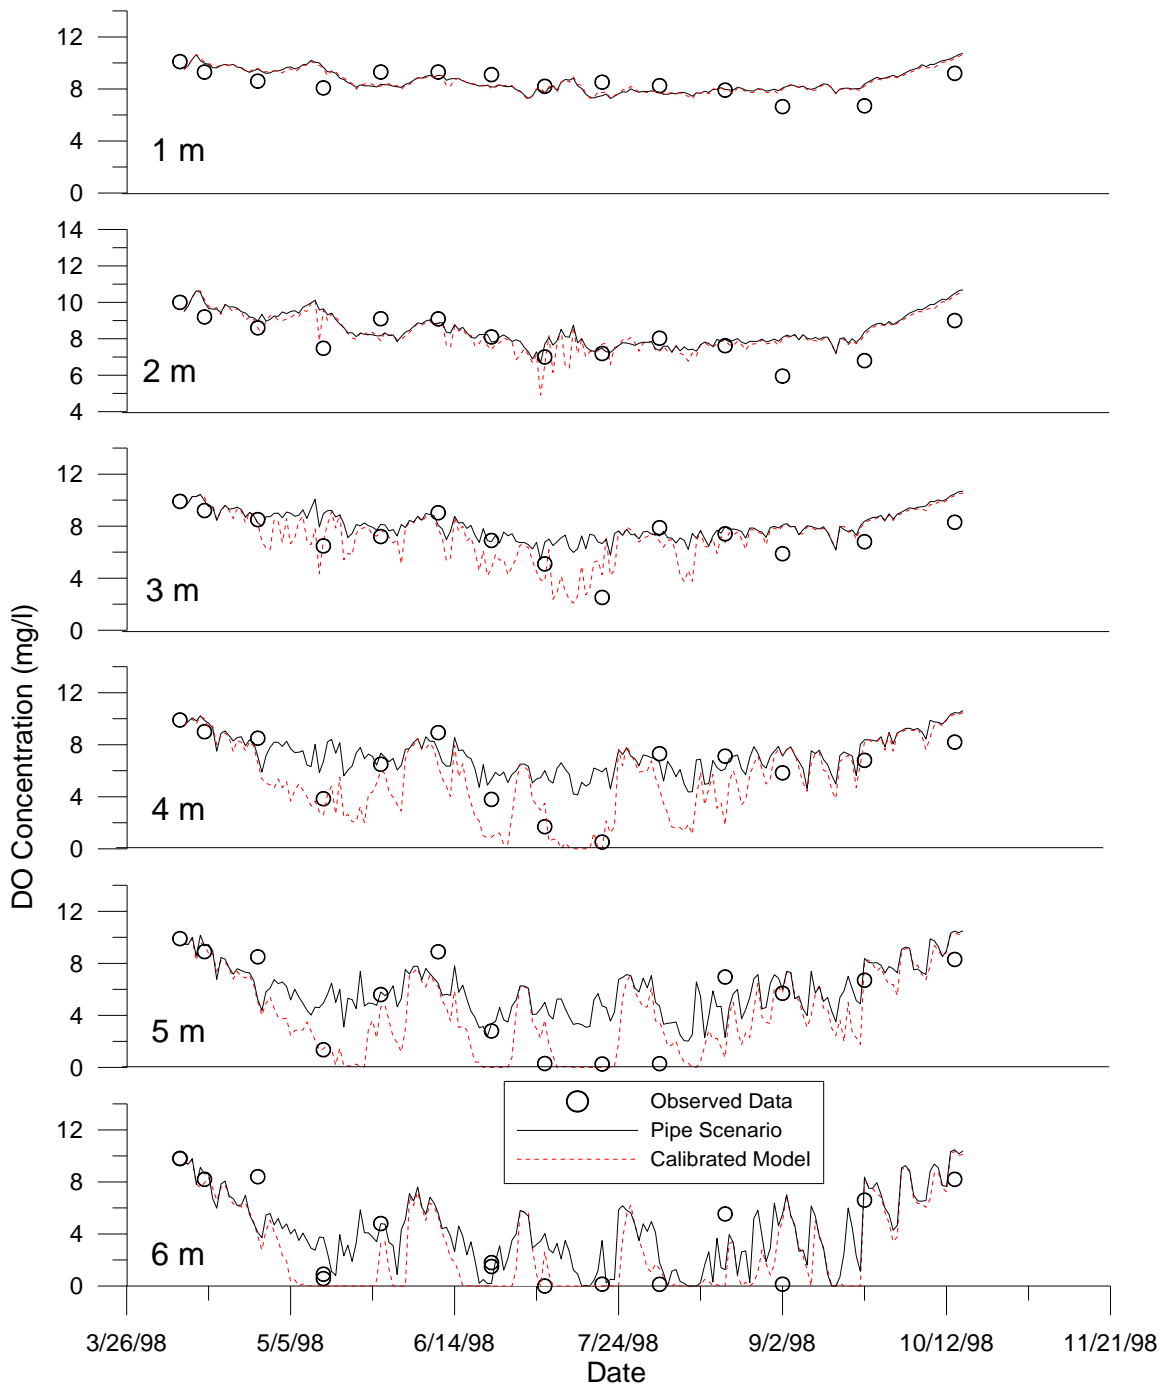 12
8
4
0
1 m
14
12
10
8
6
4
2 m
12
8
4
0
3 m
DO Concentration (mg/l)
12
8
4
0
4 m
12
8
4
0
5 m
Observed Data
Pipe Scenario
Calibrated Model
12
8
4
0
6 m
3/26/98 5/5/98 6/14/98 7/24/98 9/2/98 10/12/98 11/21/98
Date